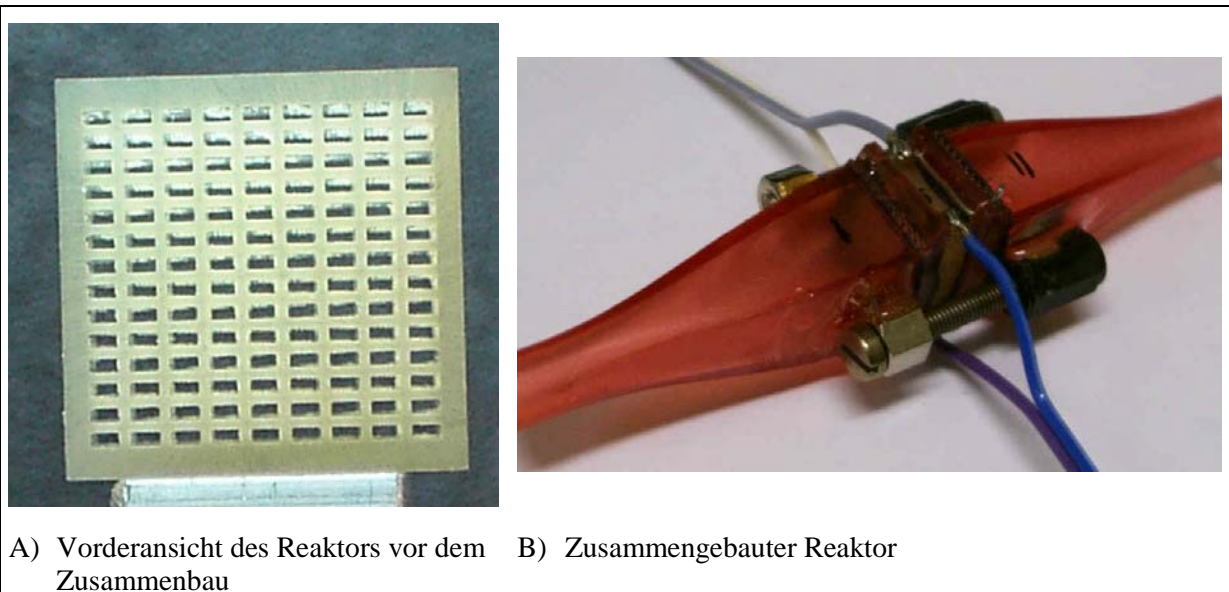 A) Vorderansicht des Reaktors vor dem
Zusammenbau
B) Zusammengebauter Reaktor